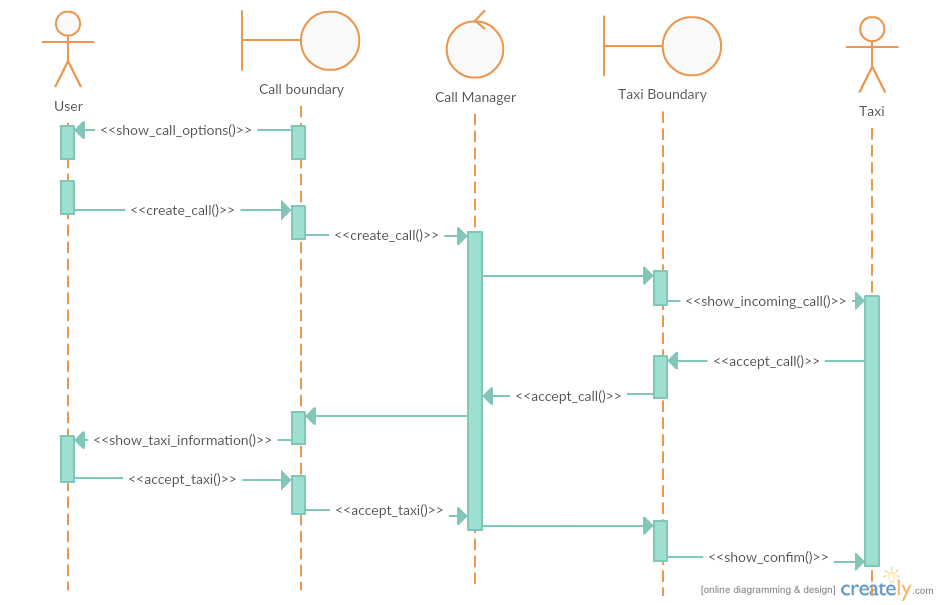 User
Call boundary
Call Manager
Taxi Boundary
Taxi
<<show_call_options()>>
<<create_call()>>
<<create_call()>>
<<show_incoming_call()>>
<<accept_call()>>
<<accept_call()>>
<<show_taxi_information()>>
<<accept_taxi()>>
<<accept_taxi()>>
<<show_confim()>>
[online diagramming & design] creately.com